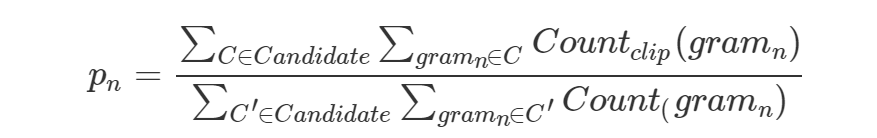 $$p_n = \frac{\sum_{C \in Candidate} \sum_{gram_n \in C} Count_{clip}(gram_n)}{\sum_{C' \in Candidate} \sum_{gram_n \in C'} Count_{(}gram_n)}$$